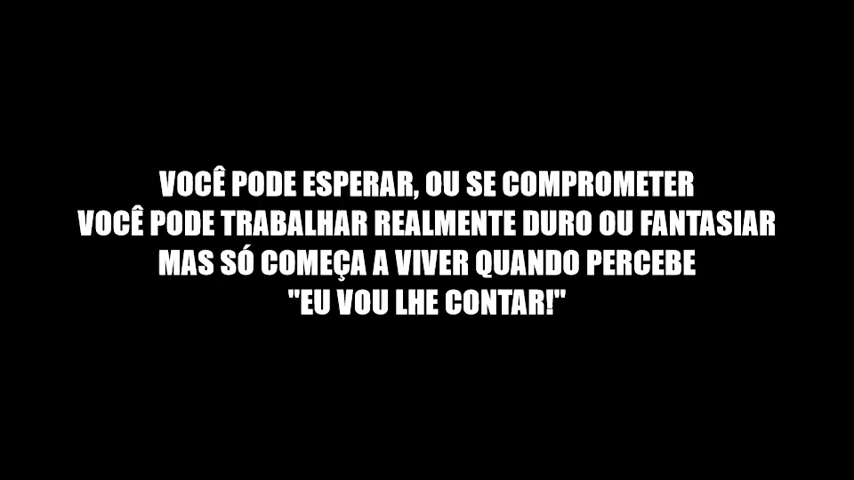 VOCÊ PODE ESPERAR, OU SE COMPROMETER
VOCÊ PODE TRABALHAR REALMENTE DURO OU FANTASIAR
MAS SÓ COMEÇA A VIVER QUANDO PERCEBE
"EU VOU LHE CONTAR!"